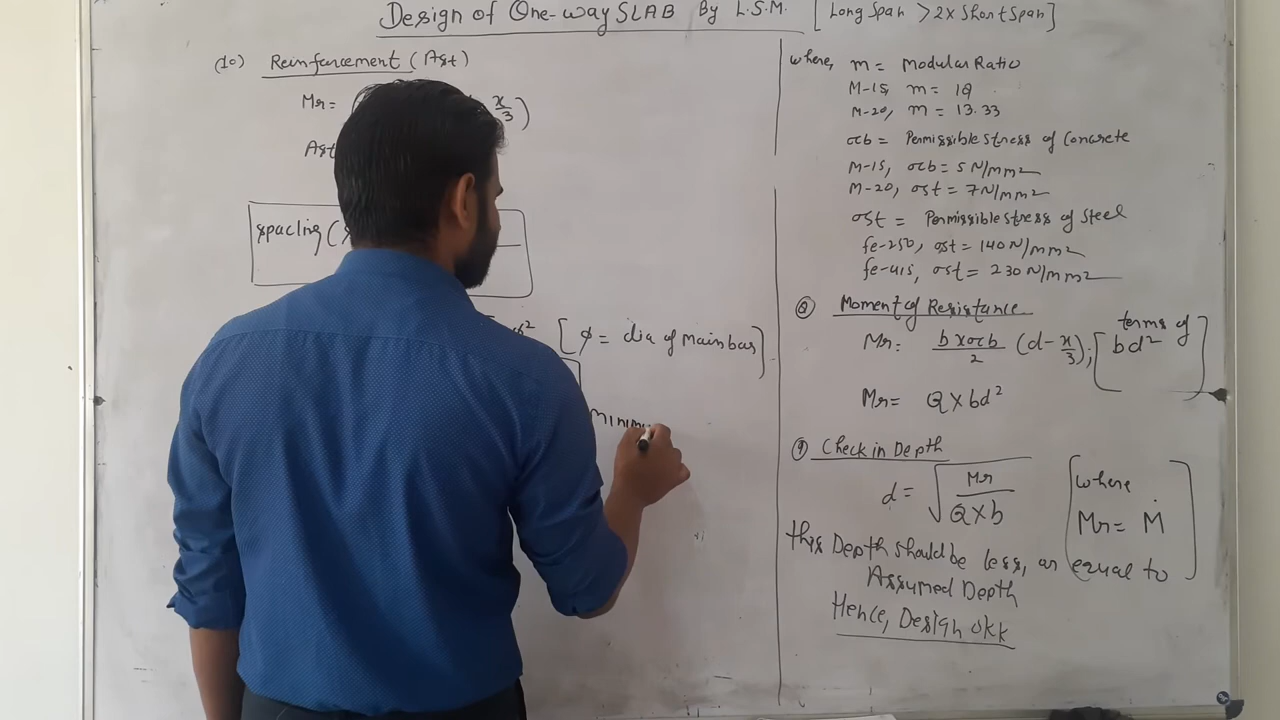 Design of One-way SLAB By L.S.M. [Long Span > 2x Short Span]
(10) Reinforcement (Ast)
Mr= ( x/3)
Ast
spacing (
[φ = dia of main bar]
minimu
where, m = Modular Ratio
M-15, m = 19
M-20, m = 13.33
σcb = Permissible stress of Concrete
M-15, σcb = 5 N/mm²
M-20, σst = 7 N/mm²
σst = Permissible stress of Steel
fe-250, σst = 140 N/mm²
fe-415, σst = 230 N/mm²
⑧ Moment of Resistance
Mr= b x σcb / 2 (d - x/3); [terms of bd²]
Mr= Q X bd²
⑨ Check in Depth
d = √(Mr / Q X b) [where Mr = M]
this Depth should be less, or equal to
Assumed Depth
Hence, Design okk